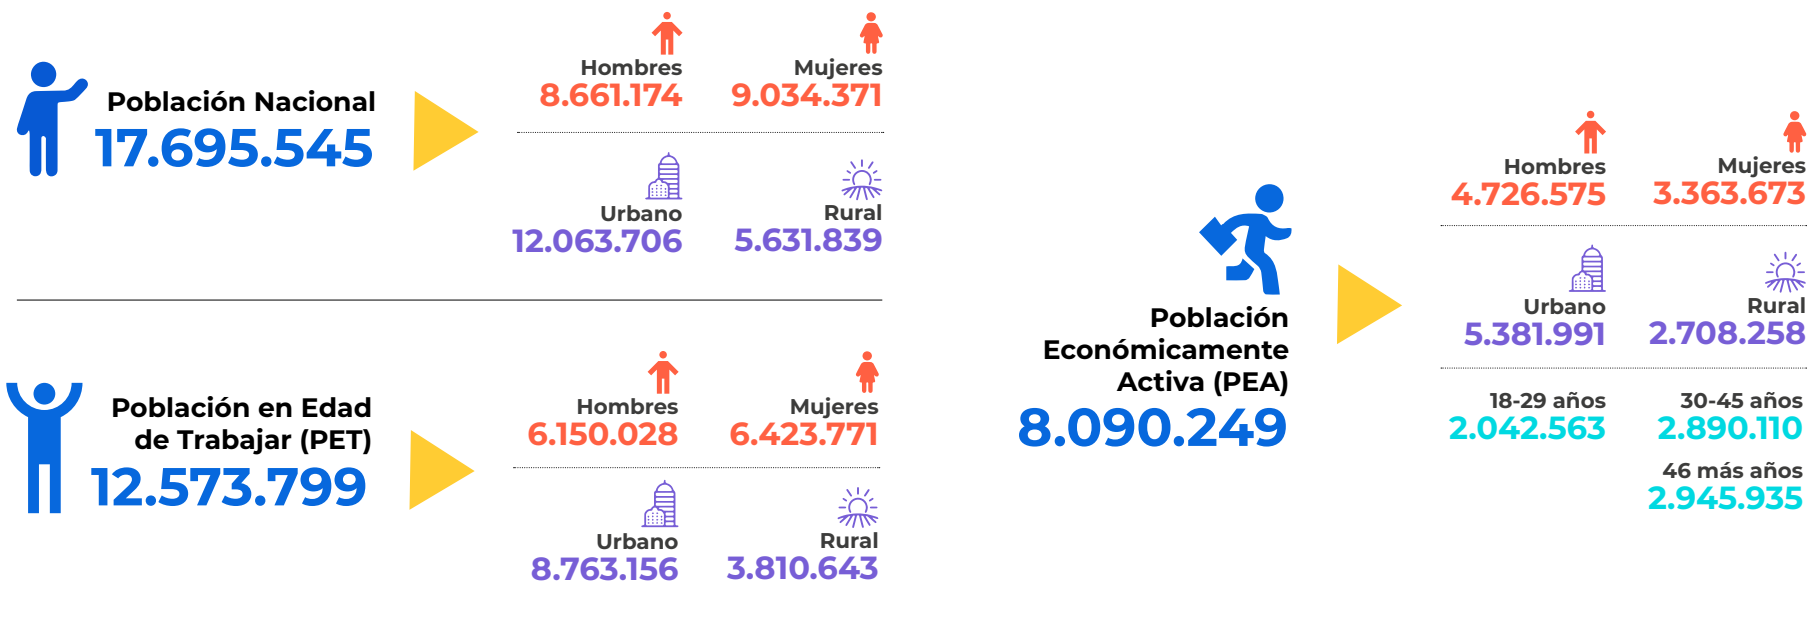 Población Nacional
17.695.545
Hombres
8.661.174
Mujeres
9.034.371
Urbano
12.063.706
Rural
5.631.839
Población en Edad
de Trabajar (PET)
12.573.799
Hombres
6.150.028
Mujeres
6.423.771
Urbano
8.763.156
Rural
3.810.643
Población
Económicamente
Activa (PEA)
8.090.249
Hombres
4.726.575
Mujeres
3.363.673
Urbano
5.381.991
Rural
2.708.258
18-29 años
2.042.563
30-45 años
2.890.110
46 más años
2.945.935